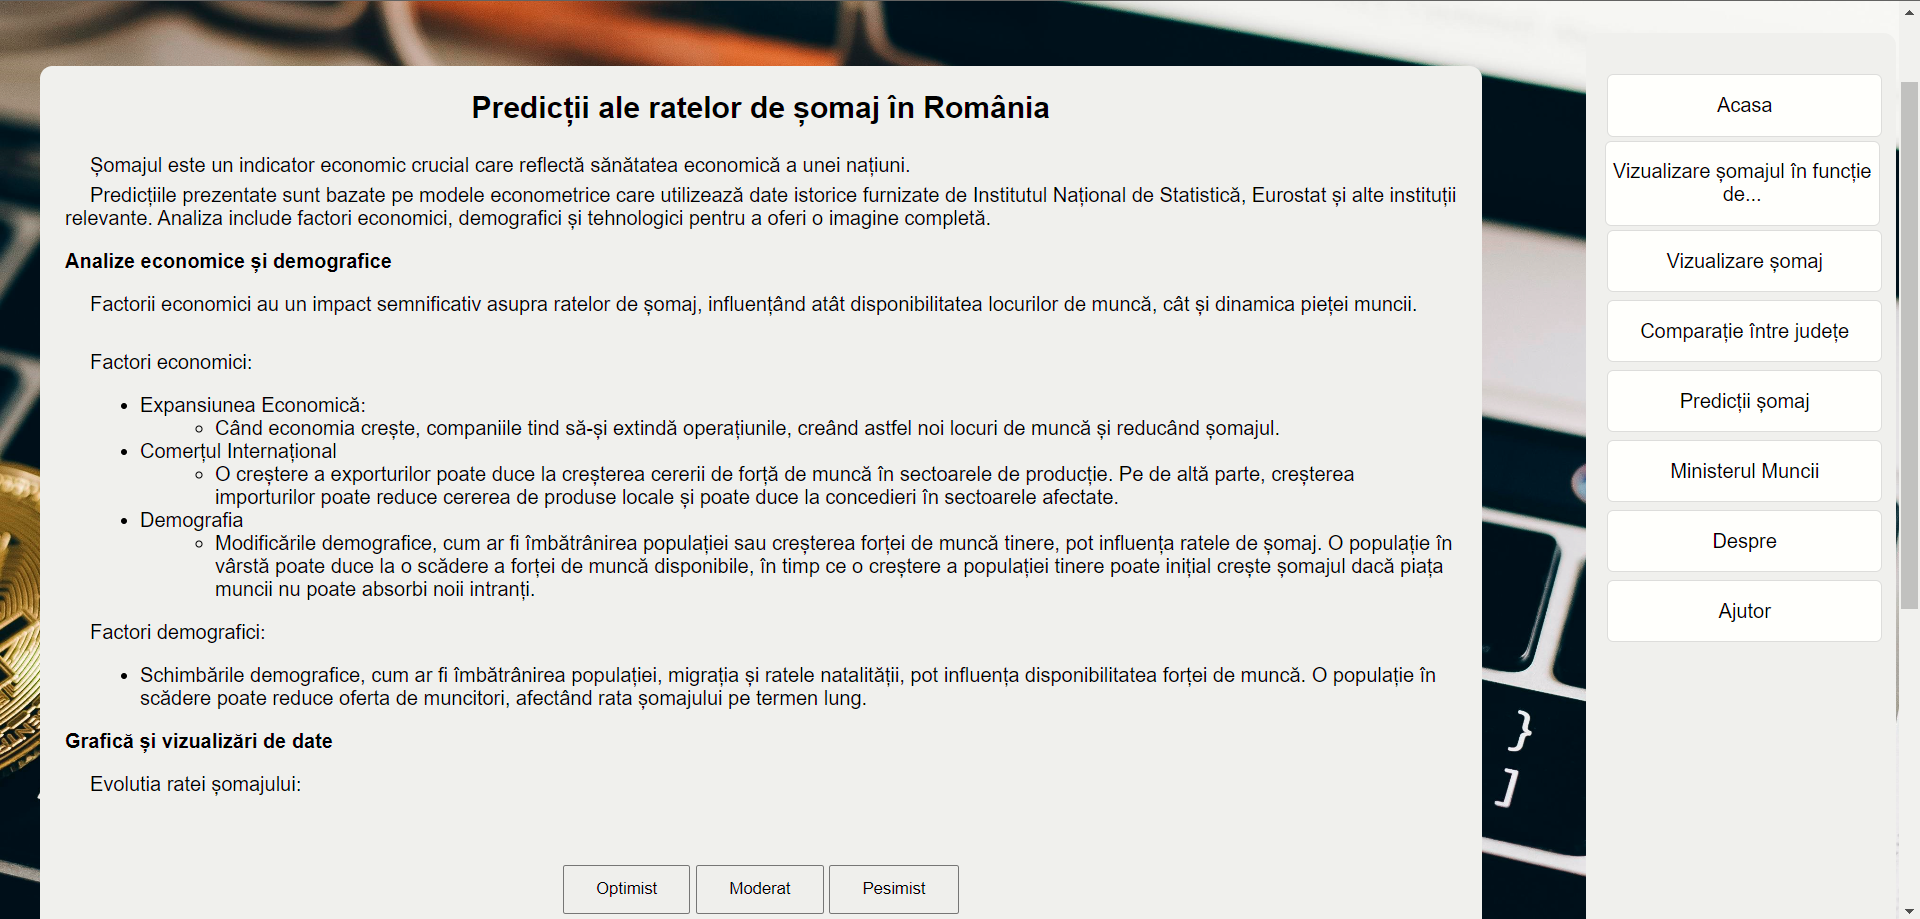 Predicții ale ratelor de șomaj în România
Șomajul este un indicator economic crucial care reflectă sănătatea economică a unei națiuni.
Predicțiile prezentate sunt bazate pe modele econometrice care utilizează date istorice furnizate de Institutul Național de Statistică, Eurostat și alte instituții
relevante. Analiza include factori economici, demografici și tehnologici pentru a oferi o imagine completă.
Analize economice și demografice
Factorii economici au un impact semnificativ asupra ratelor de șomaj, influențând atât disponibilitatea locurilor de muncă, cât și dinamica pieței muncii.
Factori economici:
• Expansiunea Economică:
◦ Când economia crește, companiile tind să-și extindă operațiunile, creând astfel noi locuri de muncă și reducând șomajul.
• Comerțul Internațional
◦ O creștere a exporturilor poate duce la creșterea cererii de forță de muncă în sectoarele de producție. Pe de altă parte, creșterea
importurilor poate reduce cererea de produse locale și poate duce la concedieri în sectoarele afectate.
• Demografia
◦ Modificările demografice, cum ar fi îmbătrânirea populației sau creșterea forței de muncă tinere, pot influența ratele de șomaj. O populație în
vârstă poate duce la o scădere a forței de muncă disponibile, în timp ce o creștere a populației tinere poate inițial crește șomajul dacă piața
muncii nu poate absorbi noii intranți.
Factori demografici:
• Schimbările demografice, cum ar fi îmbătrânirea populației, migrația și ratele natalității, pot influența disponibilitatea forței de muncă. O populație în
scădere poate reduce oferta de muncitori, afectând rata șomajului pe termen lung.
Grafică și vizualizări de date
Evolutia ratei șomajului:
Optimist
Moderat
Pesimist
Acasa
Vizualizare șomajul în funcție
de...
Vizualizare șomaj
Comparație între județe
Predicții șomaj
Ministerul Muncii
Despre
Ajutor
}
]